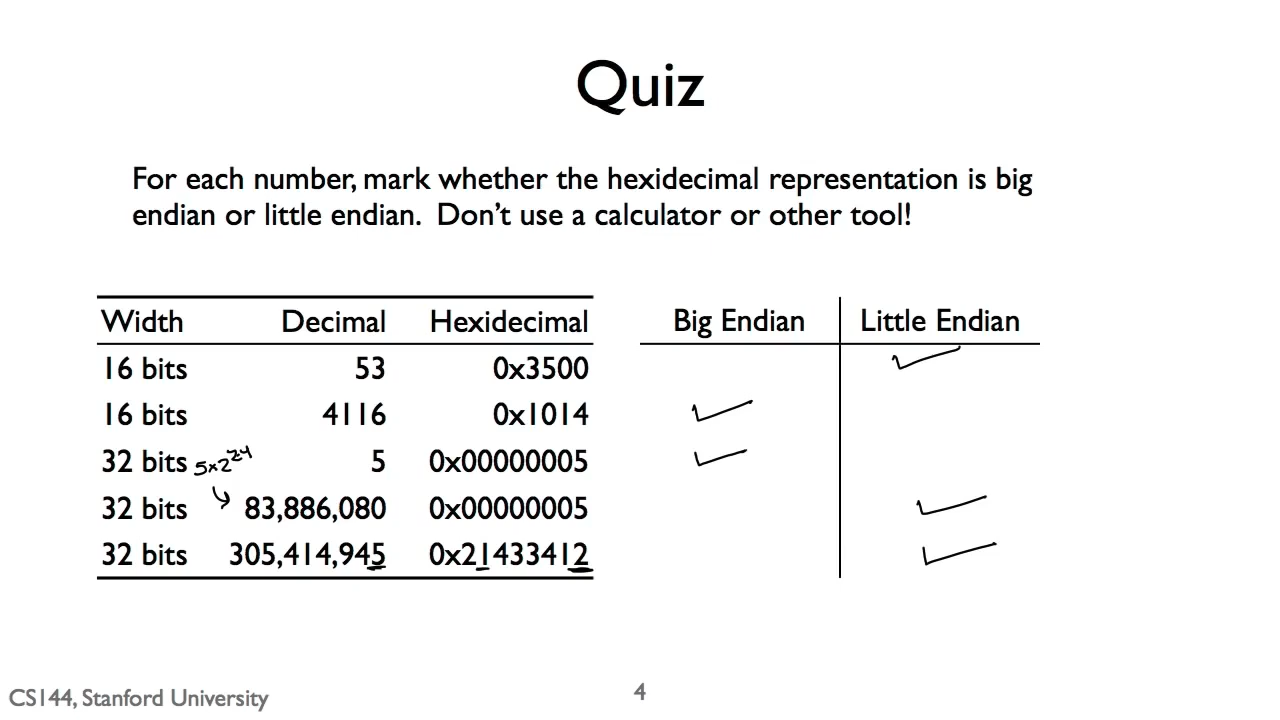 Quiz
For each number, mark whether the hexidecimal representation is big
endian or little endian. Don't use a calculator or other tool!
Width Decimal Hexidecimal Big Endian Little Endian
16 bits 53 0x3500
16 bits 4116 0x1014
32 bits 5x2^24 5 0x00000005
32 bits 83,886,080 0x00000005
32 bits 305,414,945 0x21433412
CS144, Stanford University 4